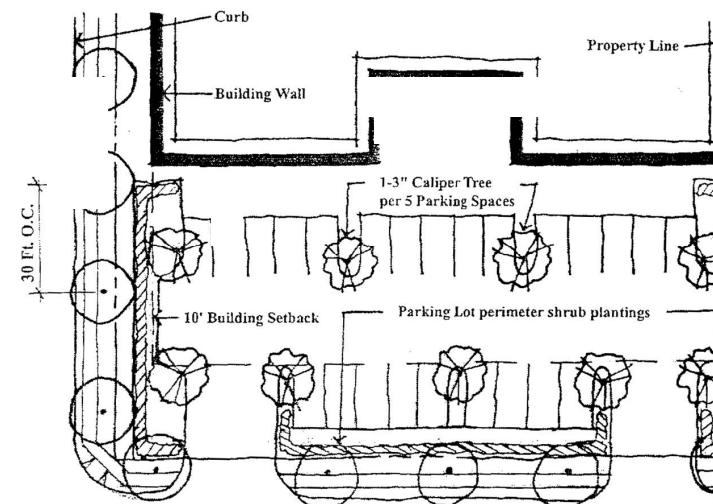 Curb
Property Line
Building Wall
1-3" Caliper Tree
per 5 Parking Spaces
30 Ft. O.C.
10' Building Setback
Parking Lot perimeter shrub plantings